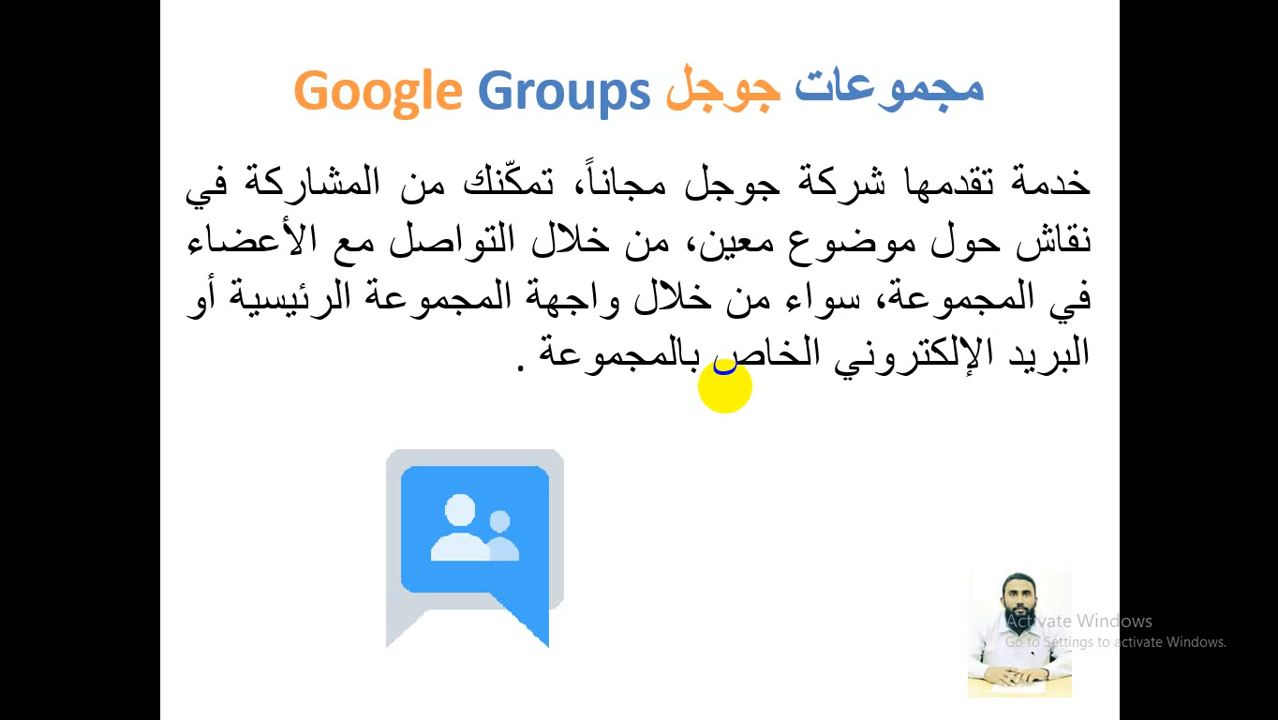 مجموعات جوجل Google Groups
خدمة تقدمها شركة جوجل مجاناً، تمكّنك من المشاركة في
نقاش حول موضوع معين، من خلال التواصل مع الأعضاء
في المجموعة، سواء من خلال واجهة المجموعة الرئيسية أو
البريد الإلكتروني الخاص بالمجموعة .
Activate Windows
Go to Settings to activate Windows.